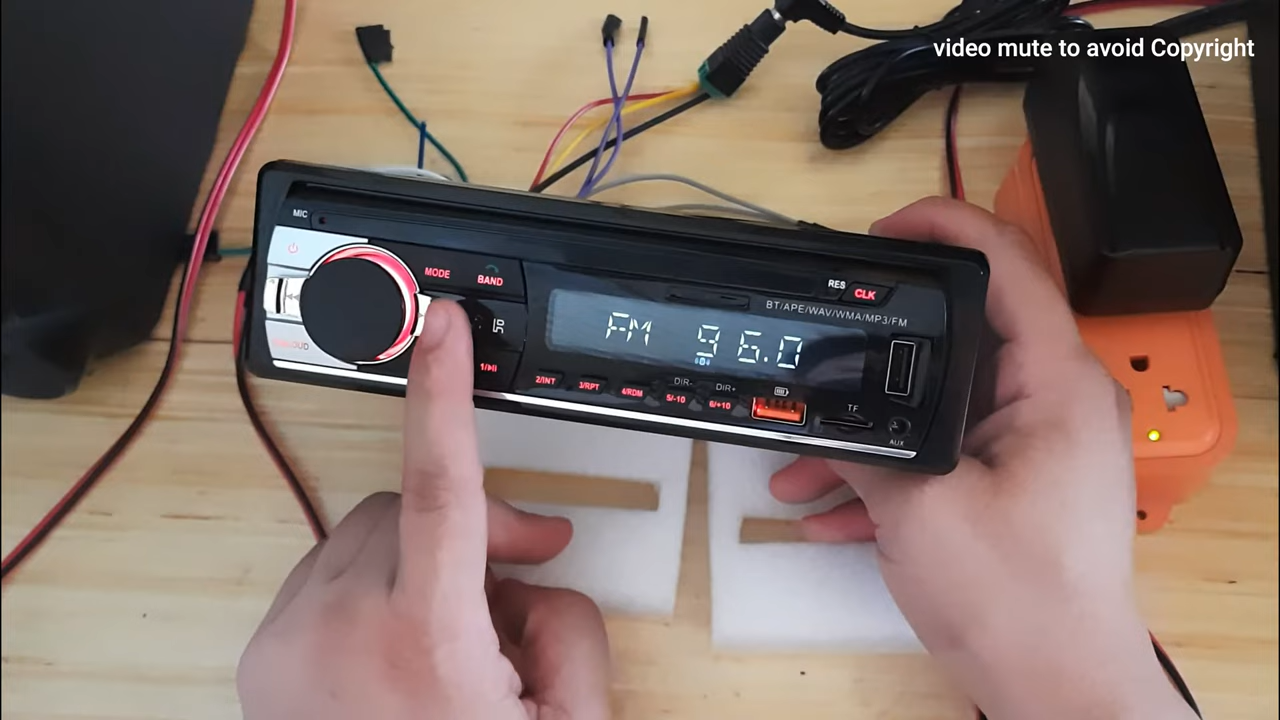 video mute to avoid Copyright
MIC
MODE
BAND
RES
CLK
BT/APE/WAV/WMA/MP3/FM
FM 96.0
1/▶II
2/INT
3/RPT
4/RDM
DIR-
5/-10
DIR+
6/+10
TF
AUX